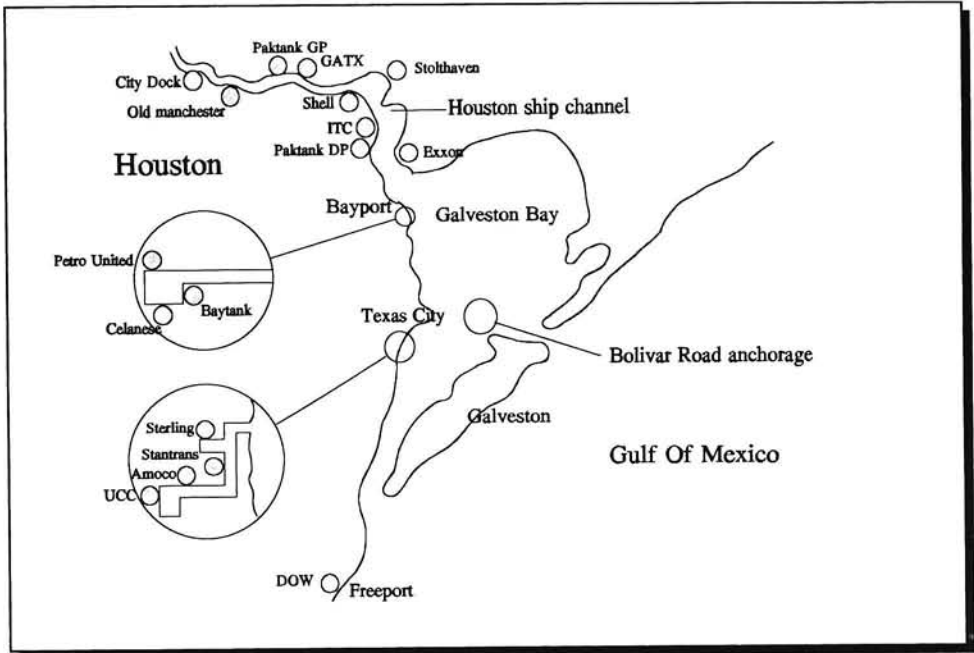 Paktank GP
GATX
Stolthaven
City Dock
Old manchester
Shell
Houston ship channel
ITC
Paktank DP
Exxon
Houston
Bayport
Galveston Bay
Petro United
Baytank
Celanese
Texas City
Bolivar Road anchorage
Galveston
Sterling
Gulf Of Mexico
Stantrans
Amoco
UCC
DOW
Freeport